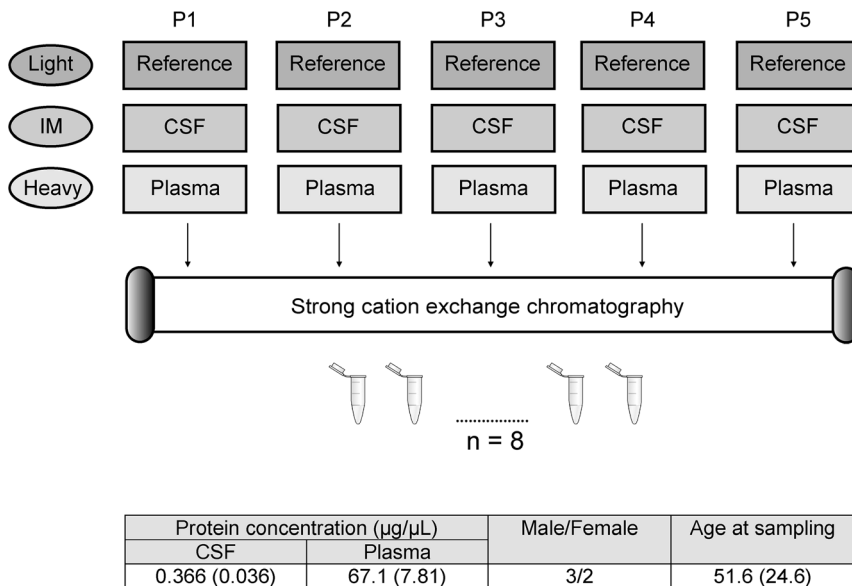 P1 P2 P3 P4 P5
Light Reference Reference Reference Reference Reference
IM CSF CSF CSF CSF CSF
Heavy Plasma Plasma Plasma Plasma Plasma
Strong cation exchange chromatography
n = 8
Protein concentration (µg/µL) Male/Female Age at sampling
CSF Plasma
0.366 (0.036) 67.1 (7.81) 3/2 51.6 (24.6)